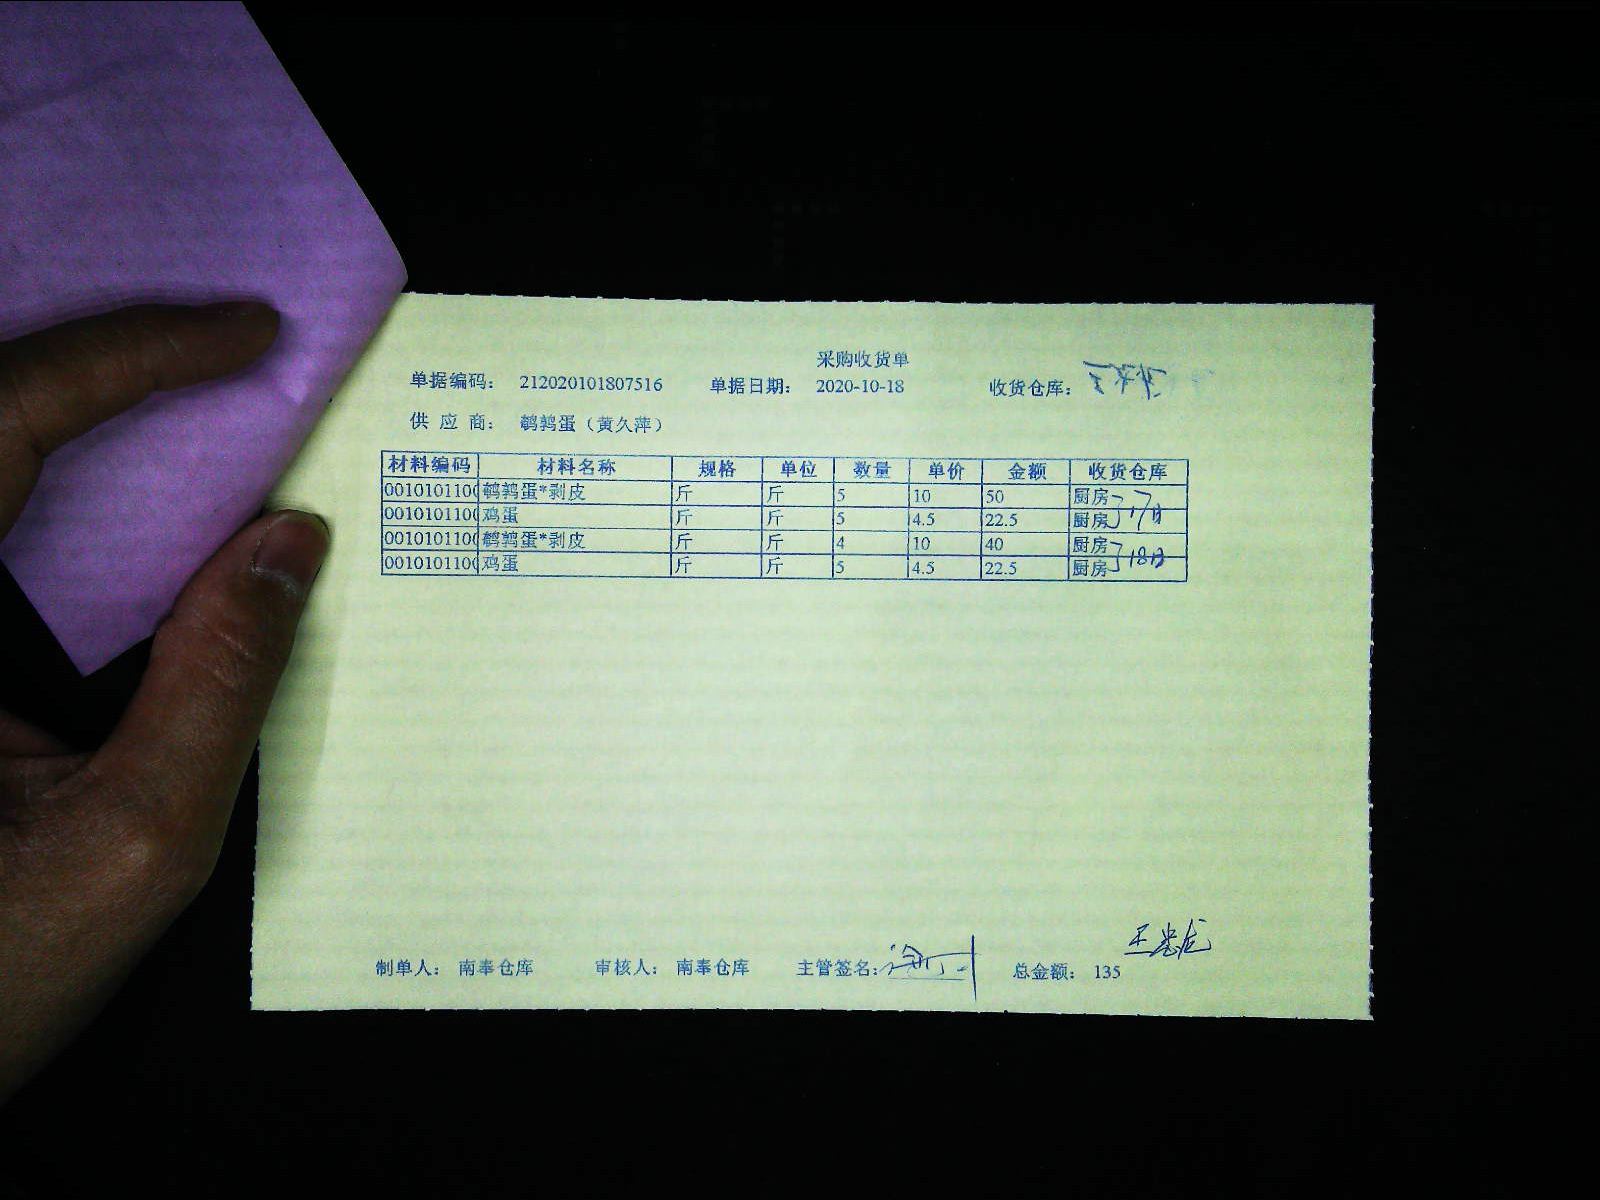 采购收货单
单据编码： 212020101807516 单据日期： 2020-10-18 收货仓库：
供 应 商： 鹌鹑蛋（黄久萍）
材料编码 材料名称 规格 单位 数量 单价 金额 收货仓库
0010101100 鹌鹑蛋*剥皮 斤 斤 5 10 50 厨房
0010101100 鸡蛋 斤 斤 5 4.5 22.5 厨房 17日
0010101100 鹌鹑蛋*剥皮 斤 斤 4 10 40 厨房
0010101100 鸡蛋 斤 斤 5 4.5 22.5 厨房 18日
制单人： 南奉仓库 审核人： 南奉仓库 主管签名： 总金额： 135